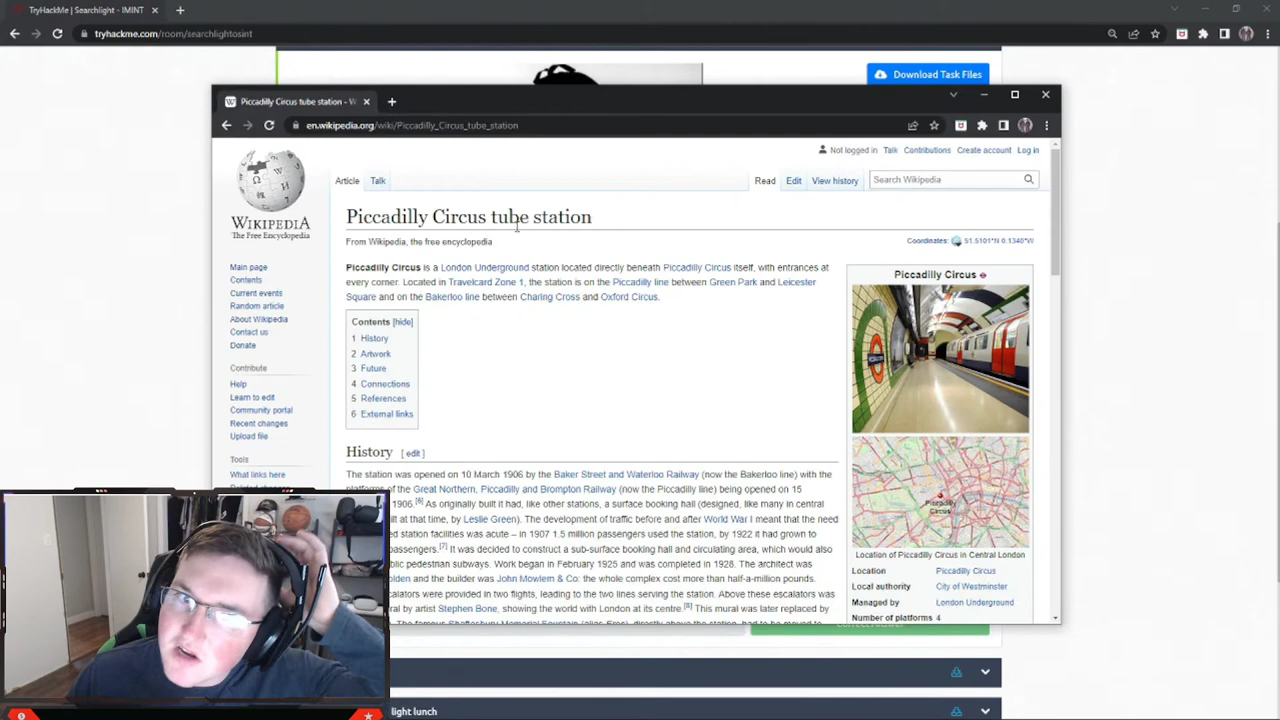 TryHackMe | Searchlight - IMINT
tryhackme.com/room/searchlightosint
Download Task Files
Piccadilly Circus tube station - W
en.wikipedia.org/wiki/Piccadilly_Circus_tube_station
Not logged in Talk Contributions Create account Log in
Article Talk Read Edit View history Search Wikipedia
WIKIPEDIA
The Free Encyclopedia
Main page
Contents
Current events
Random article
About Wikipedia
Contact us
Donate
Contribute
Help
Learn to edit
Community portal
Recent changes
Upload file
Tools
What links here
Piccadilly Circus tube station
From Wikipedia, the free encyclopedia
Coordinates: 51.5101°N 0.1340°W
Piccadilly Circus is a London Underground station located directly beneath Piccadilly Circus itself, with entrances at
every corner. Located in Travelcard Zone 1, the station is on the Piccadilly line between Green Park and Leicester
Square and on the Bakerloo line between Charing Cross and Oxford Circus.
Contents [hide]
1 History
2 Artwork
3 Future
4 Connections
5 References
6 External links
History [ edit ]
The station was opened on 10 March 1906 by the Baker Street and Waterloo Railway (now the Bakerloo line) with the
platforms of the Great Northern, Piccadilly and Brompton Railway (now the Piccadilly line) being opened on 15
1906.[6] As originally built it had, like other stations, a surface booking hall (designed, like many in central
at that time, by Leslie Green). The development of traffic before and after World War I meant that the need
station facilities was acute – in 1907 1.5 million passengers used the station, by 1922 it had grown to
passengers.[7] It was decided to construct a sub-surface booking hall and circulating area, which would also
public pedestrian subways. Work began in February 1925 and was completed in 1928. The architect was
and the builder was John Mowlem & Co: the whole complex cost more than half-a-million pounds.
were provided in two flights, leading to the two lines serving the station. Above these escalators was
by artist Stephen Bone, showing the world with London at its centre.[8] This mural was later replaced by
Piccadilly Circus
Piccadilly
Circus
Location of Piccadilly Circus in Central London
Location Piccadilly Circus
Local authority City of Westminster
Managed by London Underground
Number of platforms 4
light lunch